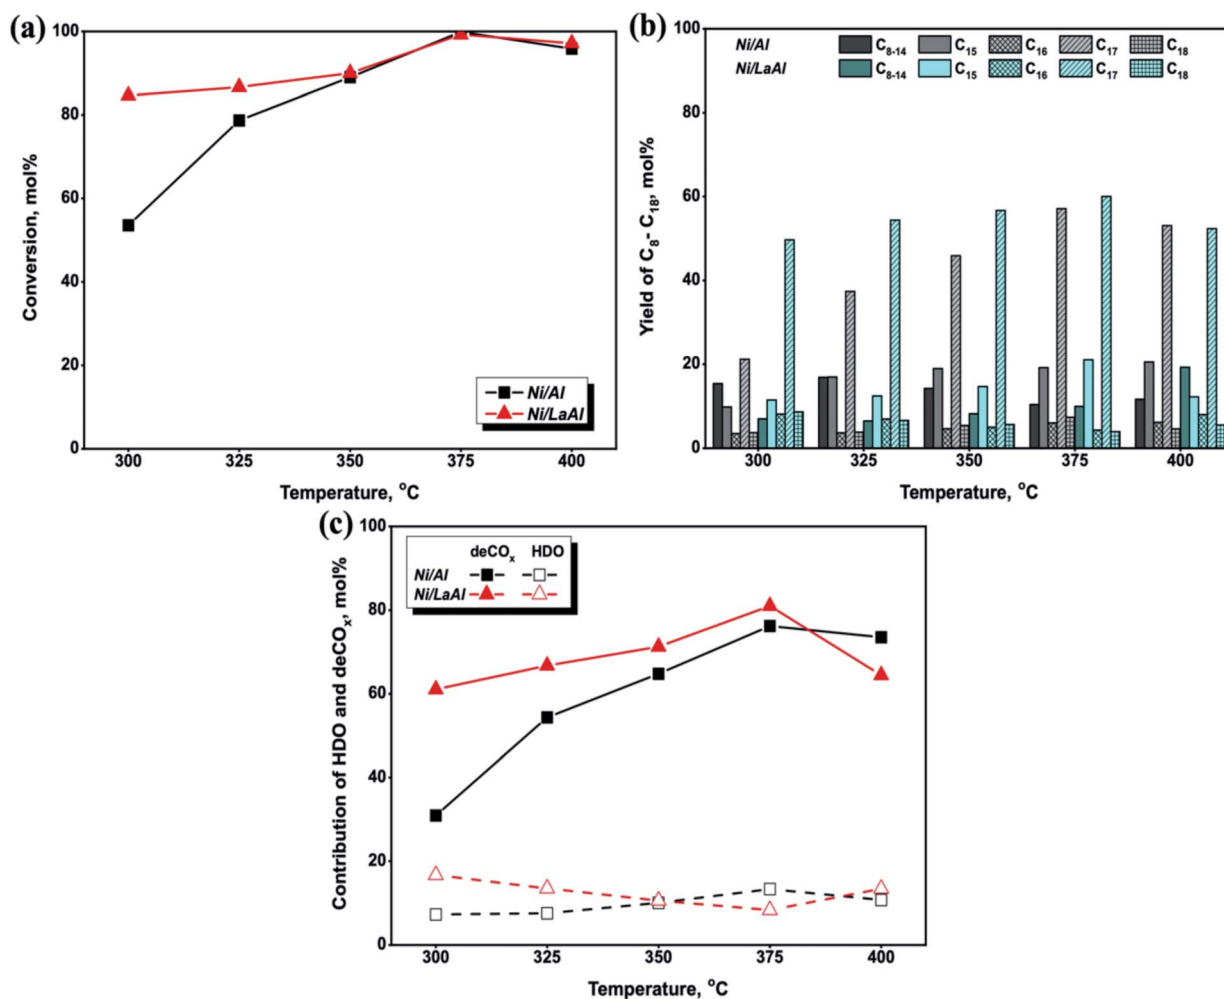 (a)
Conversion, mol%
100
80
60
40
20
0
300 325 350 375 400
Temperature, °C
Ni/Al
Ni/LaAl
(b)
Yield of C₈- C₁₈, mol%
100
80
60
40
20
0
Ni/Al C₈₋₁₄ C₁₅ C₁₆ C₁₇ C₁₈
Ni/LaAl C₈₋₁₄ C₁₅ C₁₆ C₁₇ C₁₈
300 325 350 375 400
Temperature, °C
(c)
Contribution of HDO and deCOₓ, mol%
100
80
60
40
20
0
deCOₓ HDO
Ni/Al
Ni/LaAl
300 325 350 375 400
Temperature, °C